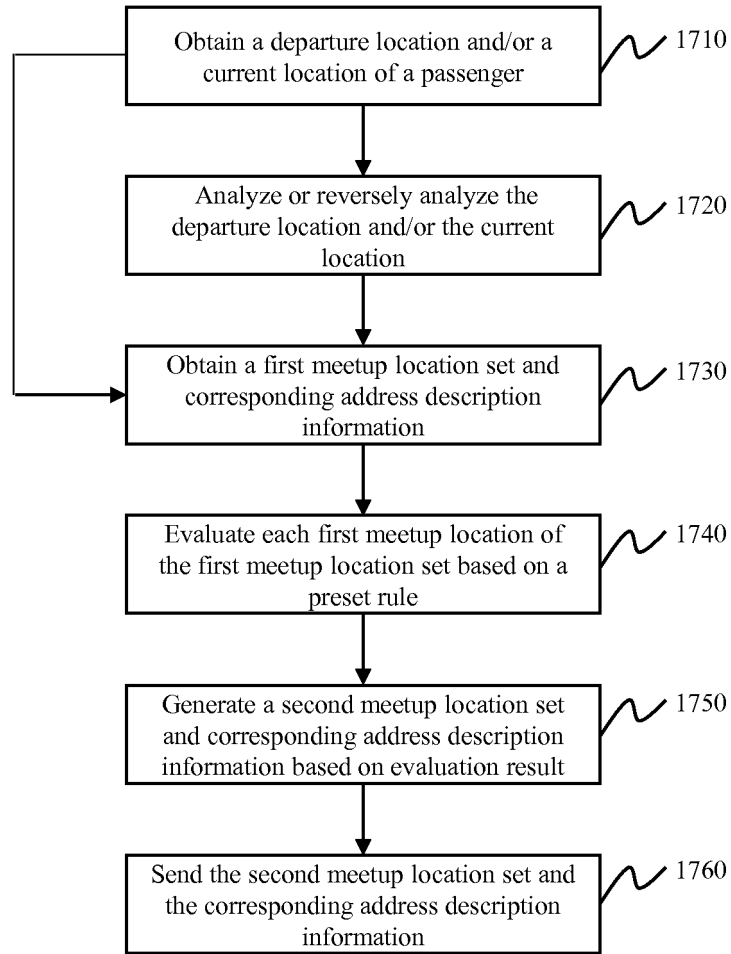 Obtain a departure location and/or a
current location of a passenger
1710
Analyze or reversely analyze the
departure location and/or the current
location
1720
Obtain a first meetup location set and
corresponding address description
information
1730
Evaluate each first meetup location of
the first meetup location set based on a
preset rule
1740
Generate a second meetup location set
and corresponding address description
information based on evaluation result
1750
Send the second meetup location set and
the corresponding address description
information
1760